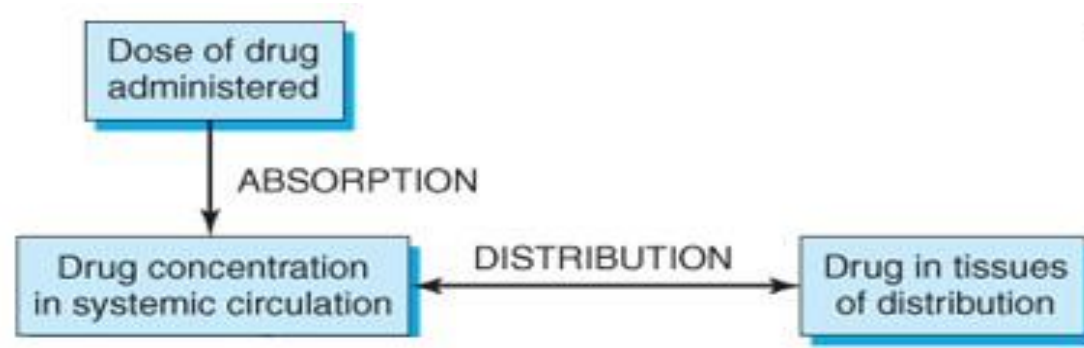 Dose of drug
administered
ABSORPTION
Drug concentration
in systemic circulation
DISTRIBUTION
Drug in tissues
of distribution